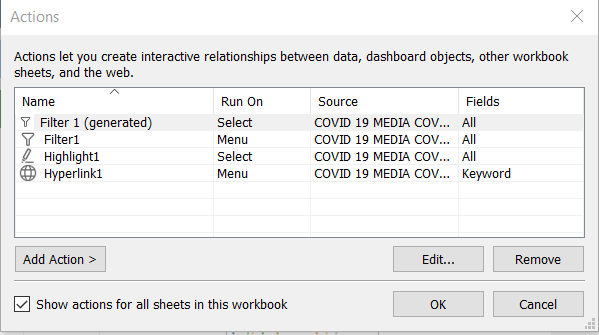 Actions
Actions let you create interactive relationships between data, dashboard objects, other workbook
sheets, and the web.
Name Run On Source Fields
Filter 1 (generated) Select COVID 19 MEDIA COV... All
Filter1 Menu COVID 19 MEDIA COV... All
Highlight1 Select COVID 19 MEDIA COV... All
Hyperlink1 Menu COVID 19 MEDIA COV... Keyword
Add Action > Edit... Remove
Show actions for all sheets in this workbook OK Cancel